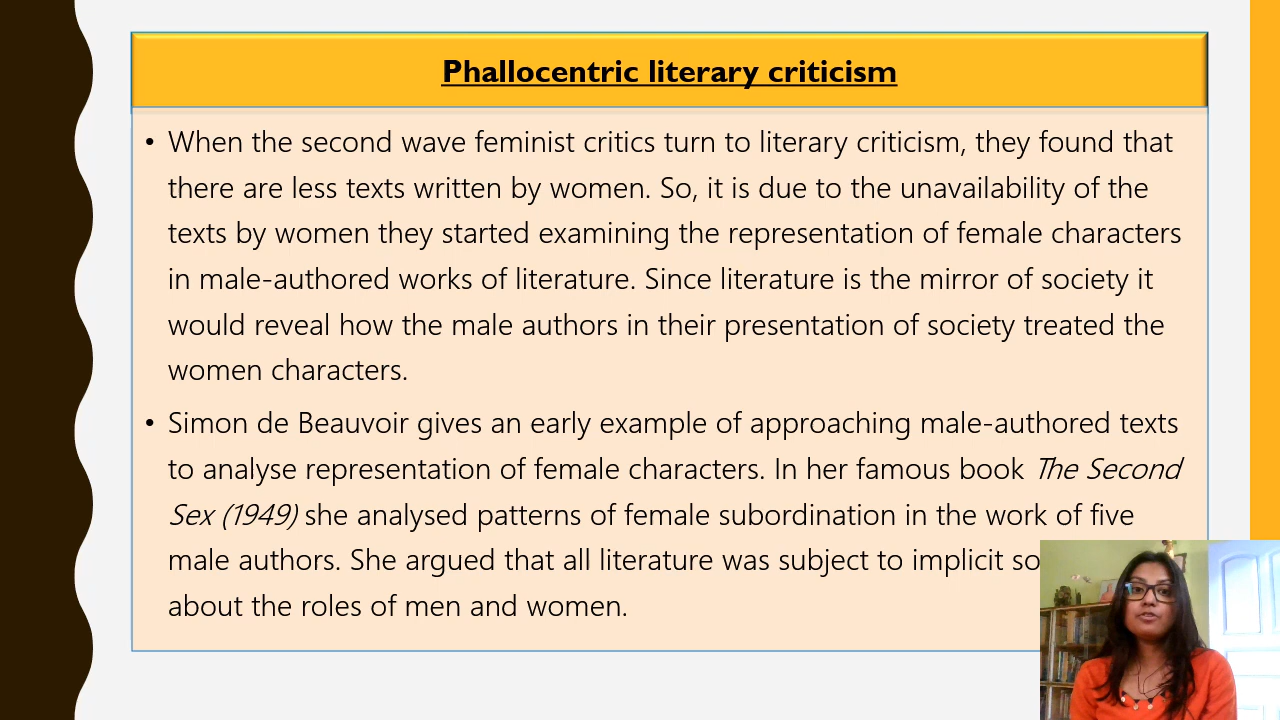 Phallocentric literary criticism
• When the second wave feminist critics turn to literary criticism, they found that
there are less texts written by women. So, it is due to the unavailability of the
texts by women they started examining the representation of female characters
in male-authored works of literature. Since literature is the mirror of society it
would reveal how the male authors in their presentation of society treated the
women characters.
• Simon de Beauvoir gives an early example of approaching male-authored texts
to analyse representation of female characters. In her famous book The Second
Sex (1949) she analysed patterns of female subordination in the work of five
male authors. She argued that all literature was subject to implicit
about the roles of men and women.